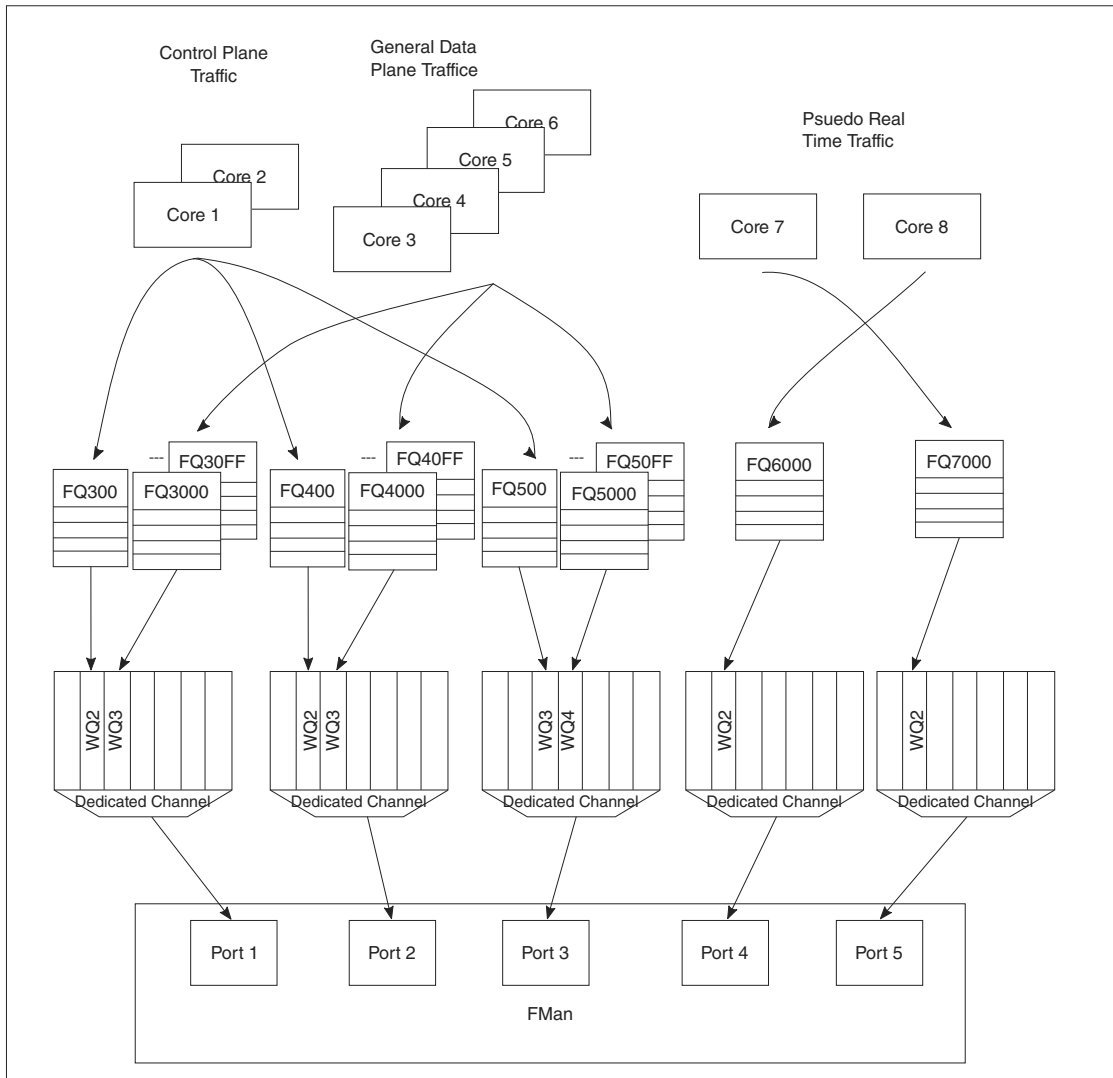 Control Plane
Traffic
General Data
Plane Traffice
Psuedo Real
Time Traffic
Core 6
Core 5
Core 4
Core 3
Core 2
Core 1
Core 7
Core 8
--- FQ30FF
--- FQ40FF
--- FQ50FF
FQ6000
FQ7000
FQ300
FQ3000
FQ400
FQ4000
FQ500
FQ5000
WQ2
WQ3
WQ2
WQ3
WQ3
WQ4
WQ2
WQ2
Dedicated Channel
Dedicated Channel
Dedicated Channel
Dedicated Channel
Dedicated Channel
Port 1
Port 2
Port 3
Port 4
Port 5
FMan